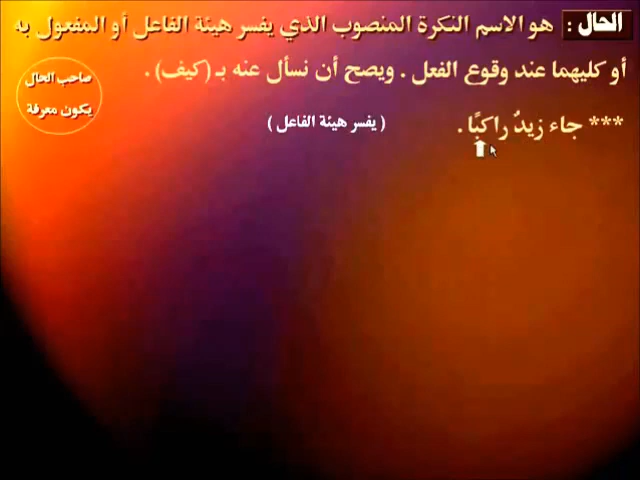 الحال : هو الاسم النكرة المنصوب الذي يفسر هيئة الفاعل أو المفعول به
أو كليهما عند وقوع الفعل . ويصح أن نسأل عنه بـ (كيف) .
صاحب الحال
يكون معرفة
*** جاء زيدٌ راكبًا . ( يفسر هيئة الفاعل )